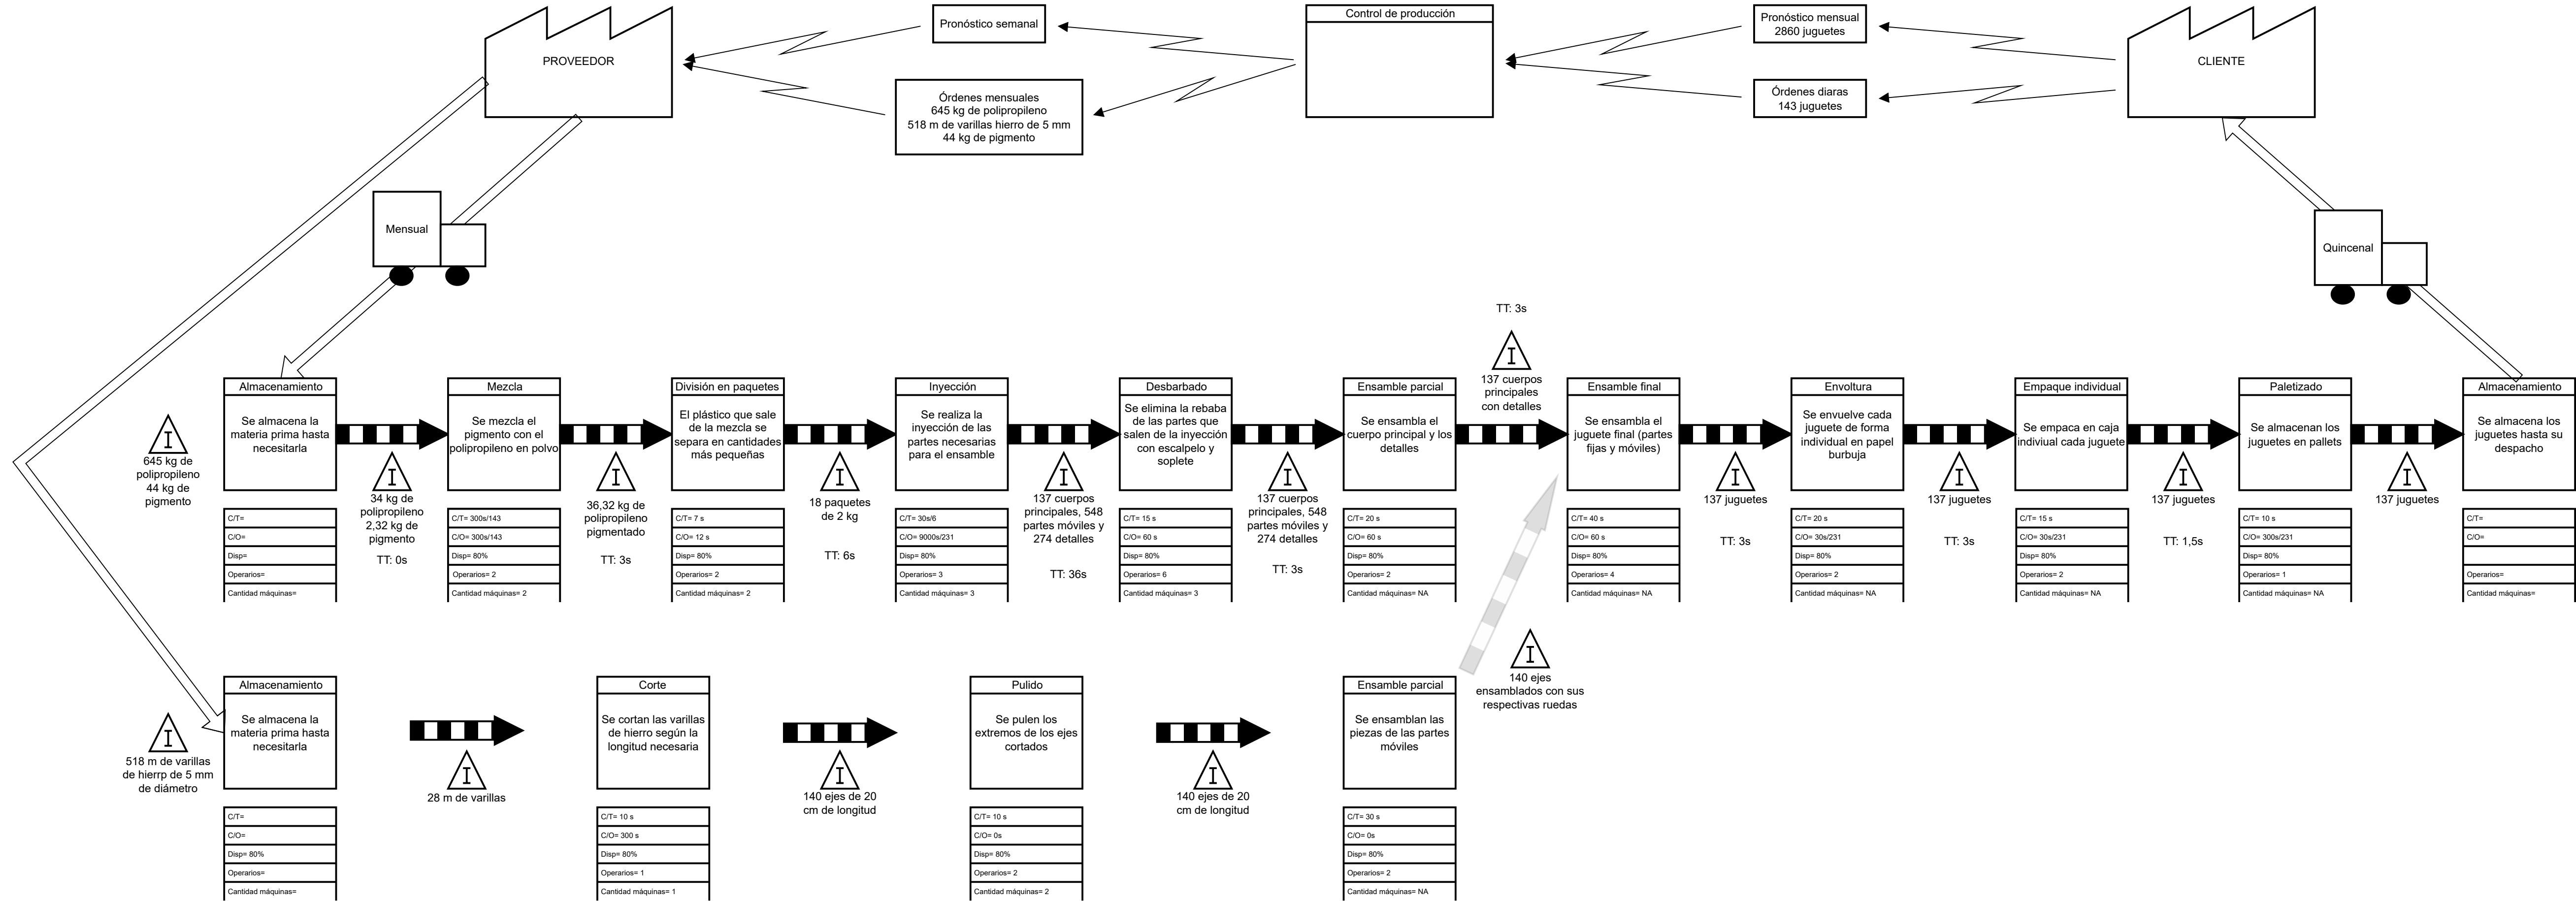 PROVEEDOR
Pronóstico semanal
Órdenes mensuales
645 kg de polipropileno
518 m de varillas hierro de 5 mm
44 kg de pigmento
Control de producción
Pronóstico mensual
2860 juguetes
Órdenes diaras
143 juguetes
CLIENTE
Mensual
Quincenal
645 kg de
polipropileno
44 kg de
pigmento
Almacenamiento
Se almacena la
materia prima hasta
necesitarla
C/T=
C/O=
Disp=
Operarios=
Cantidad máquinas=
34 kg de
polipropileno
2,32 kg de
pigmento
TT: 0s
Mezcla
Se mezcla el
pigmento con el
polipropileno en polvo
C/T= 300s/143
C/O= 300s/143
Disp= 80%
Operarios= 2
Cantidad máquinas= 2
36,32 kg de
polipropileno
pigmentado
TT: 3s
División en paquetes
El plástico que sale
de la mezcla se
separa en cantidades
más pequeñas
C/T= 7 s
C/O= 12 s
Disp= 80%
Operarios= 2
Cantidad máquinas= 2
18 paquetes
de 2 kg
TT: 6s
Inyección
Se realiza la
inyección de las
partes necesarias
para el ensamble
C/T= 30s/6
C/O= 9000s/231
Disp= 80%
Operarios= 3
Cantidad máquinas= 3
137 cuerpos
principales, 548
partes móviles y
274 detalles
TT: 36s
Desbarbado
Se elimina la rebaba
de las partes que
salen de la inyección
con escalpelo y
soplete
C/T= 15 s
C/O= 60 s
Disp= 80%
Operarios= 6
Cantidad máquinas= 3
137 cuerpos
principales, 548
partes móviles y
274 detalles
TT: 3s
Ensamble parcial
Se ensambla el
cuerpo principal y los
detalles
C/T= 20 s
C/O= 60 s
Disp= 80%
Operarios= 2
Cantidad máquinas= NA
TT: 3s
137 cuerpos
principales
con detalles
Ensamble final
Se ensambla el
juguete final (partes
fijas y móviles)
C/T= 40 s
C/O= 60 s
Disp= 80%
Operarios= 4
Cantidad máquinas= NA
137 juguetes
TT: 3s
Envoltura
Se envuelve cada
juguete de forma
individual en papel
burbuja
C/T= 20 s
C/O= 30s/231
Disp= 80%
Operarios= 2
Cantidad máquinas= NA
137 juguetes
TT: 3s
Empaque individual
Se empaca en caja
indiviual cada juguete
C/T= 15 s
C/O= 30s/231
Disp= 80%
Operarios= 2
Cantidad máquinas= NA
137 juguetes
TT: 1,5s
Paletizado
Se almacenan los
juguetes en pallets
C/T= 10 s
C/O= 300s/231
Disp= 80%
Operarios= 1
Cantidad máquinas= NA
137 juguetes
Almacenamiento
Se almacena los
juguetes hasta su
despacho
C/T=
C/O=
Operarios=
Cantidad máquinas=
518 m de varillas
de hierrp de 5 mm
de diámetro
Almacenamiento
Se almacena la
materia prima hasta
necesitarla
C/T=
C/O=
Disp= 80%
Operarios=
Cantidad máquinas=
28 m de varillas
Corte
Se cortan las varillas
de hierro según la
longitud necesaria
C/T= 10 s
C/O= 300 s
Disp= 80%
Operarios= 1
Cantidad máquinas= 1
140 ejes de 20
cm de longitud
Pulido
Se pulen los
extremos de los ejes
cortados
C/T= 10 s
C/O= 0s
Disp= 80%
Operarios= 2
Cantidad máquinas= 2
140 ejes de 20
cm de longitud
Ensamble parcial
Se ensamblan las
piezas de las partes
móviles
C/T= 30 s
C/O= 0s
Disp= 80%
Operarios= 2
Cantidad máquinas= NA
140 ejes
ensamblados con sus
respectivas ruedas